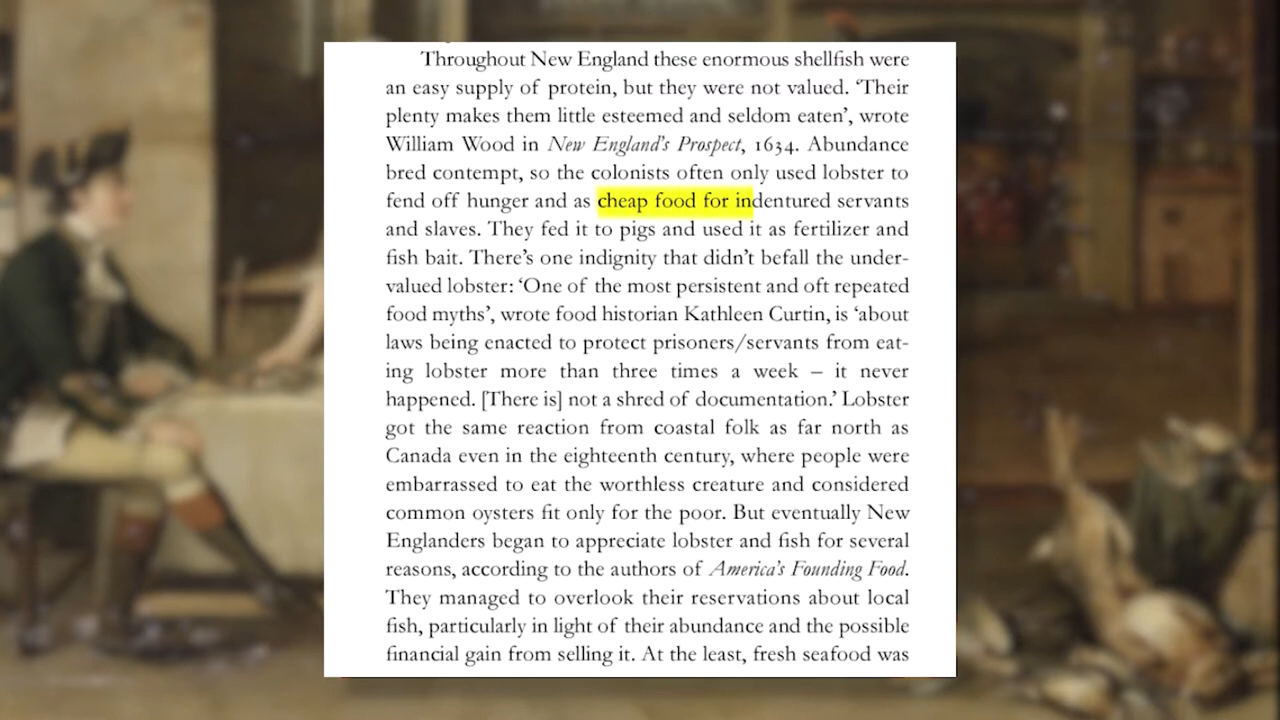 Throughout New England these enormous shellfish were
an easy supply of protein, but they were not valued. ‘Their
plenty makes them little esteemed and seldom eaten’, wrote
William Wood in New England’s Prospect, 1634. Abundance
bred contempt, so the colonists often only used lobster to
fend off hunger and as cheap food for indentured servants
and slaves. They fed it to pigs and used it as fertilizer and
fish bait. There’s one indignity that didn’t befall the under-
valued lobster: ‘One of the most persistent and oft repeated
food myths’, wrote food historian Kathleen Curtin, is ‘about
laws being enacted to protect prisoners/servants from eat-
ing lobster more than three times a week – it never
happened. [There is] not a shred of documentation.’ Lobster
got the same reaction from coastal folk as far north as
Canada even in the eighteenth century, where people were
embarrassed to eat the worthless creature and considered
common oysters fit only for the poor. But eventually New
Englanders began to appreciate lobster and fish for several
reasons, according to the authors of America’s Founding Food.
They managed to overlook their reservations about local
fish, particularly in light of their abundance and the possible
financial gain from selling it. At the least, fresh seafood was